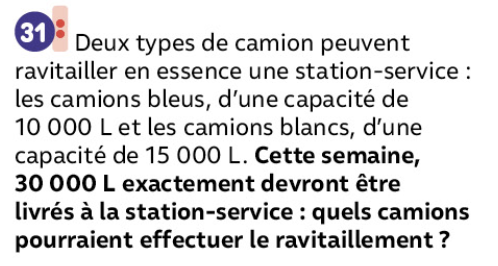 31 Deux types de camion peuvent
ravitailler en essence une station-service :
les camions bleus, d’une capacité de
10 000 L et les camions blancs, d’une
capacité de 15 000 L. Cette semaine,
30 000 L exactement devront être
livrés à la station-service : quels camions
pourraient effectuer le ravitaillement ?